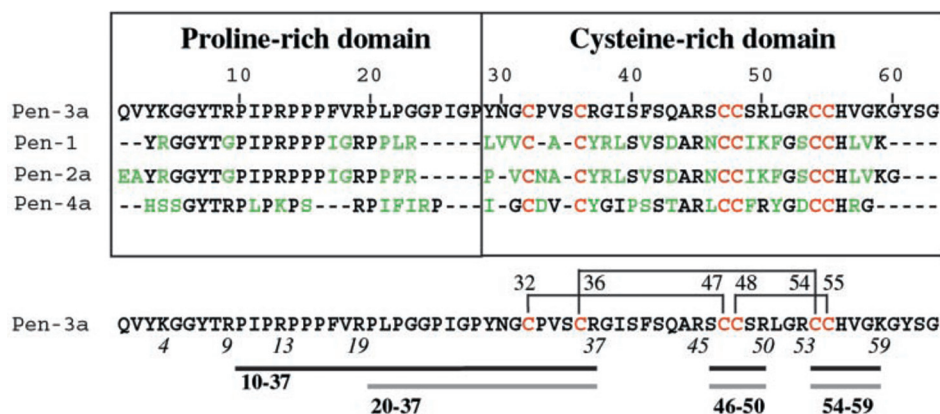 Proline-rich domain Cysteine-rich domain
10 20 30 40 50 60
Pen-3a QVYKGGYTRPIPRPPPFVRPLPGGPIGPYNGCPVSCRGISFSQARSCCSRLGRCCHVGKGYSG
Pen-1 --YRGGYTGPIPRPPPIGRPPLR-----LVVC-A-CYRLSVSDARNCCIKFGSCCHLVK----
Pen-2a EAYRGGYTGPIPRPPPIGRPPFR-----P-VCNA-CYRLSVSDARNCCIKFGSCCHLVKG---
Pen-4a --HSSGYTRPLPKPS---RPIFIRP---I-GCDV-CYGIPSSTARLCCFRYGDCCHRG-----
32 36 47 48 54 55
Pen-3a QVYKGGYTRPIPRPPPFVRPLPGGPIGPYNGCPVSCRGISFSQARSCCSRLGRCCHVGKGYSG
4 9 13 19 37 45 50 53 59
10-37
20-37 46-50 54-59